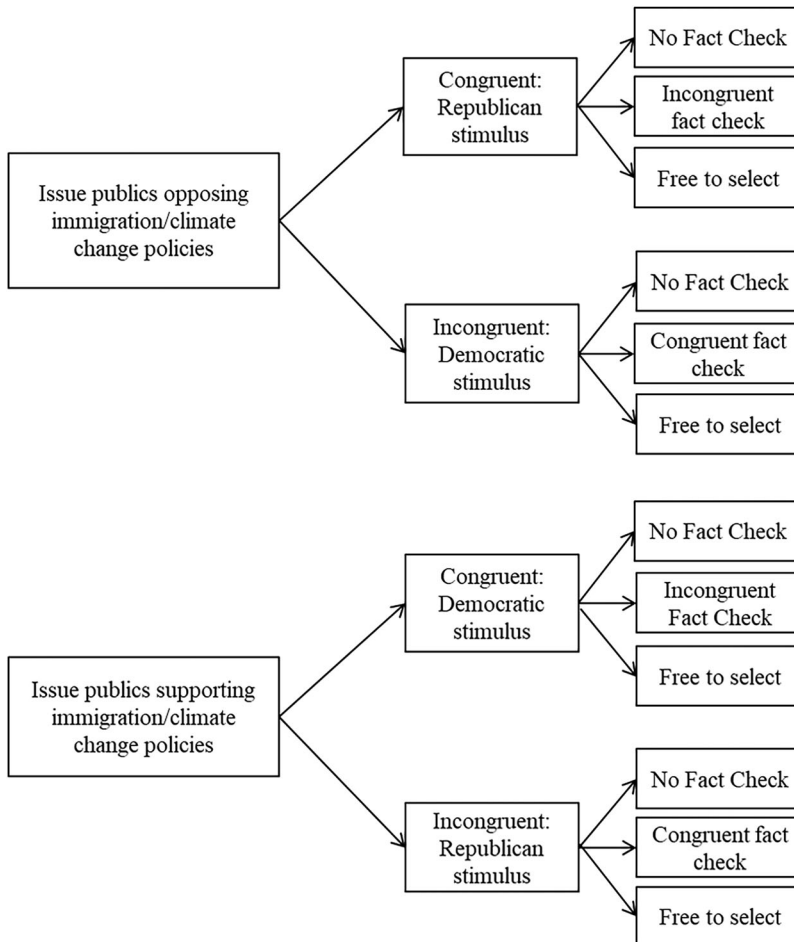 Issue publics opposing
immigration/climate
change policies
Congruent:
Republican
stimulus
No Fact Check
Incongruent
fact check
Free to select
Incongruent:
Democratic
stimulus
No Fact Check
Congruent fact
check
Free to select
Issue publics supporting
immigration/climate
change policies
Congruent:
Democratic
stimulus
No Fact Check
Incongruent
Fact Check
Free to select
Incongruent:
Republican
stimulus
No Fact Check
Congruent fact
check
Free to select